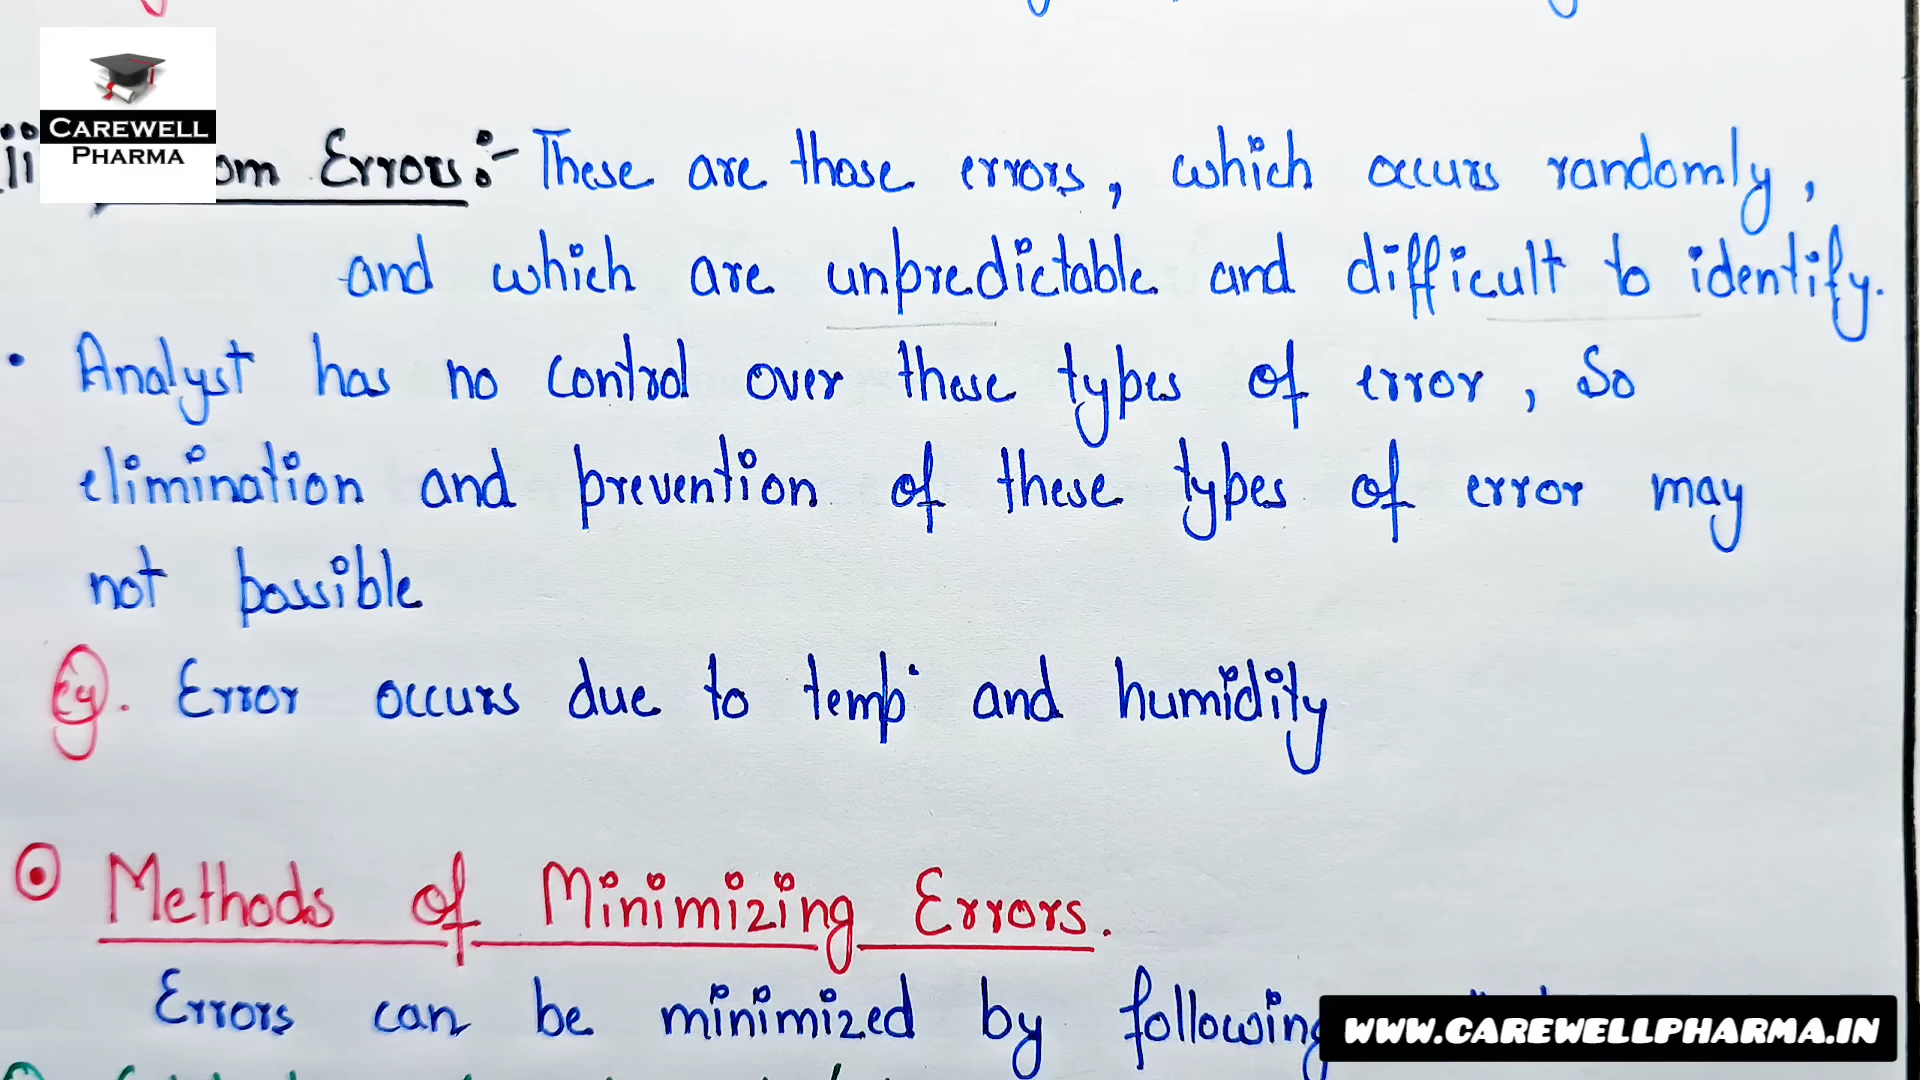 CAREWELL
PHARMA
ii om Errors:- These are those errors, which occurs randomly,
and which are unpredictable and difficult to identify.
• Analyst has no control over these types of error, So
elimination and prevention of these types of error may
not possible
Eg. Error occurs due to temp. and humidity
Methods of Minimizing Errors.
Errors can be minimized by following
WWW.CAREWELLPHARMA.IN